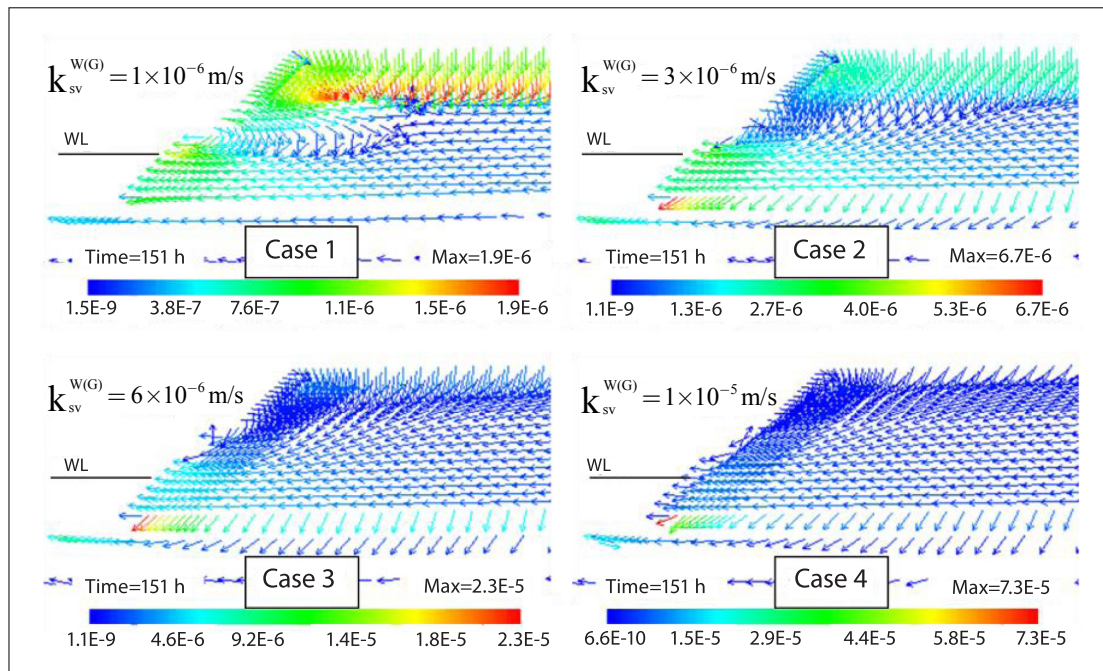 k_sv^W(G) = 1×10⁻⁶ m/s
WL
Time=151 h
Case 1
Max=1.9E-6
1.5E-9 3.8E-7 7.6E-7 1.1E-6 1.5E-6 1.9E-6
k_sv^W(G) = 3×10⁻⁶ m/s
WL
Time=151 h
Case 2
Max=6.7E-6
1.1E-9 1.3E-6 2.7E-6 4.0E-6 5.3E-6 6.7E-6
k_sv^W(G) = 6×10⁻⁶ m/s
WL
Time=151 h
Case 3
Max=2.3E-5
1.1E-9 4.6E-6 9.2E-6 1.4E-5 1.8E-5 2.3E-5
k_sv^W(G) = 1×10⁻⁵ m/s
WL
Time=151 h
Case 4
Max=7.3E-5
6.6E-10 1.5E-5 2.9E-5 4.4E-5 5.8E-5 7.3E-5